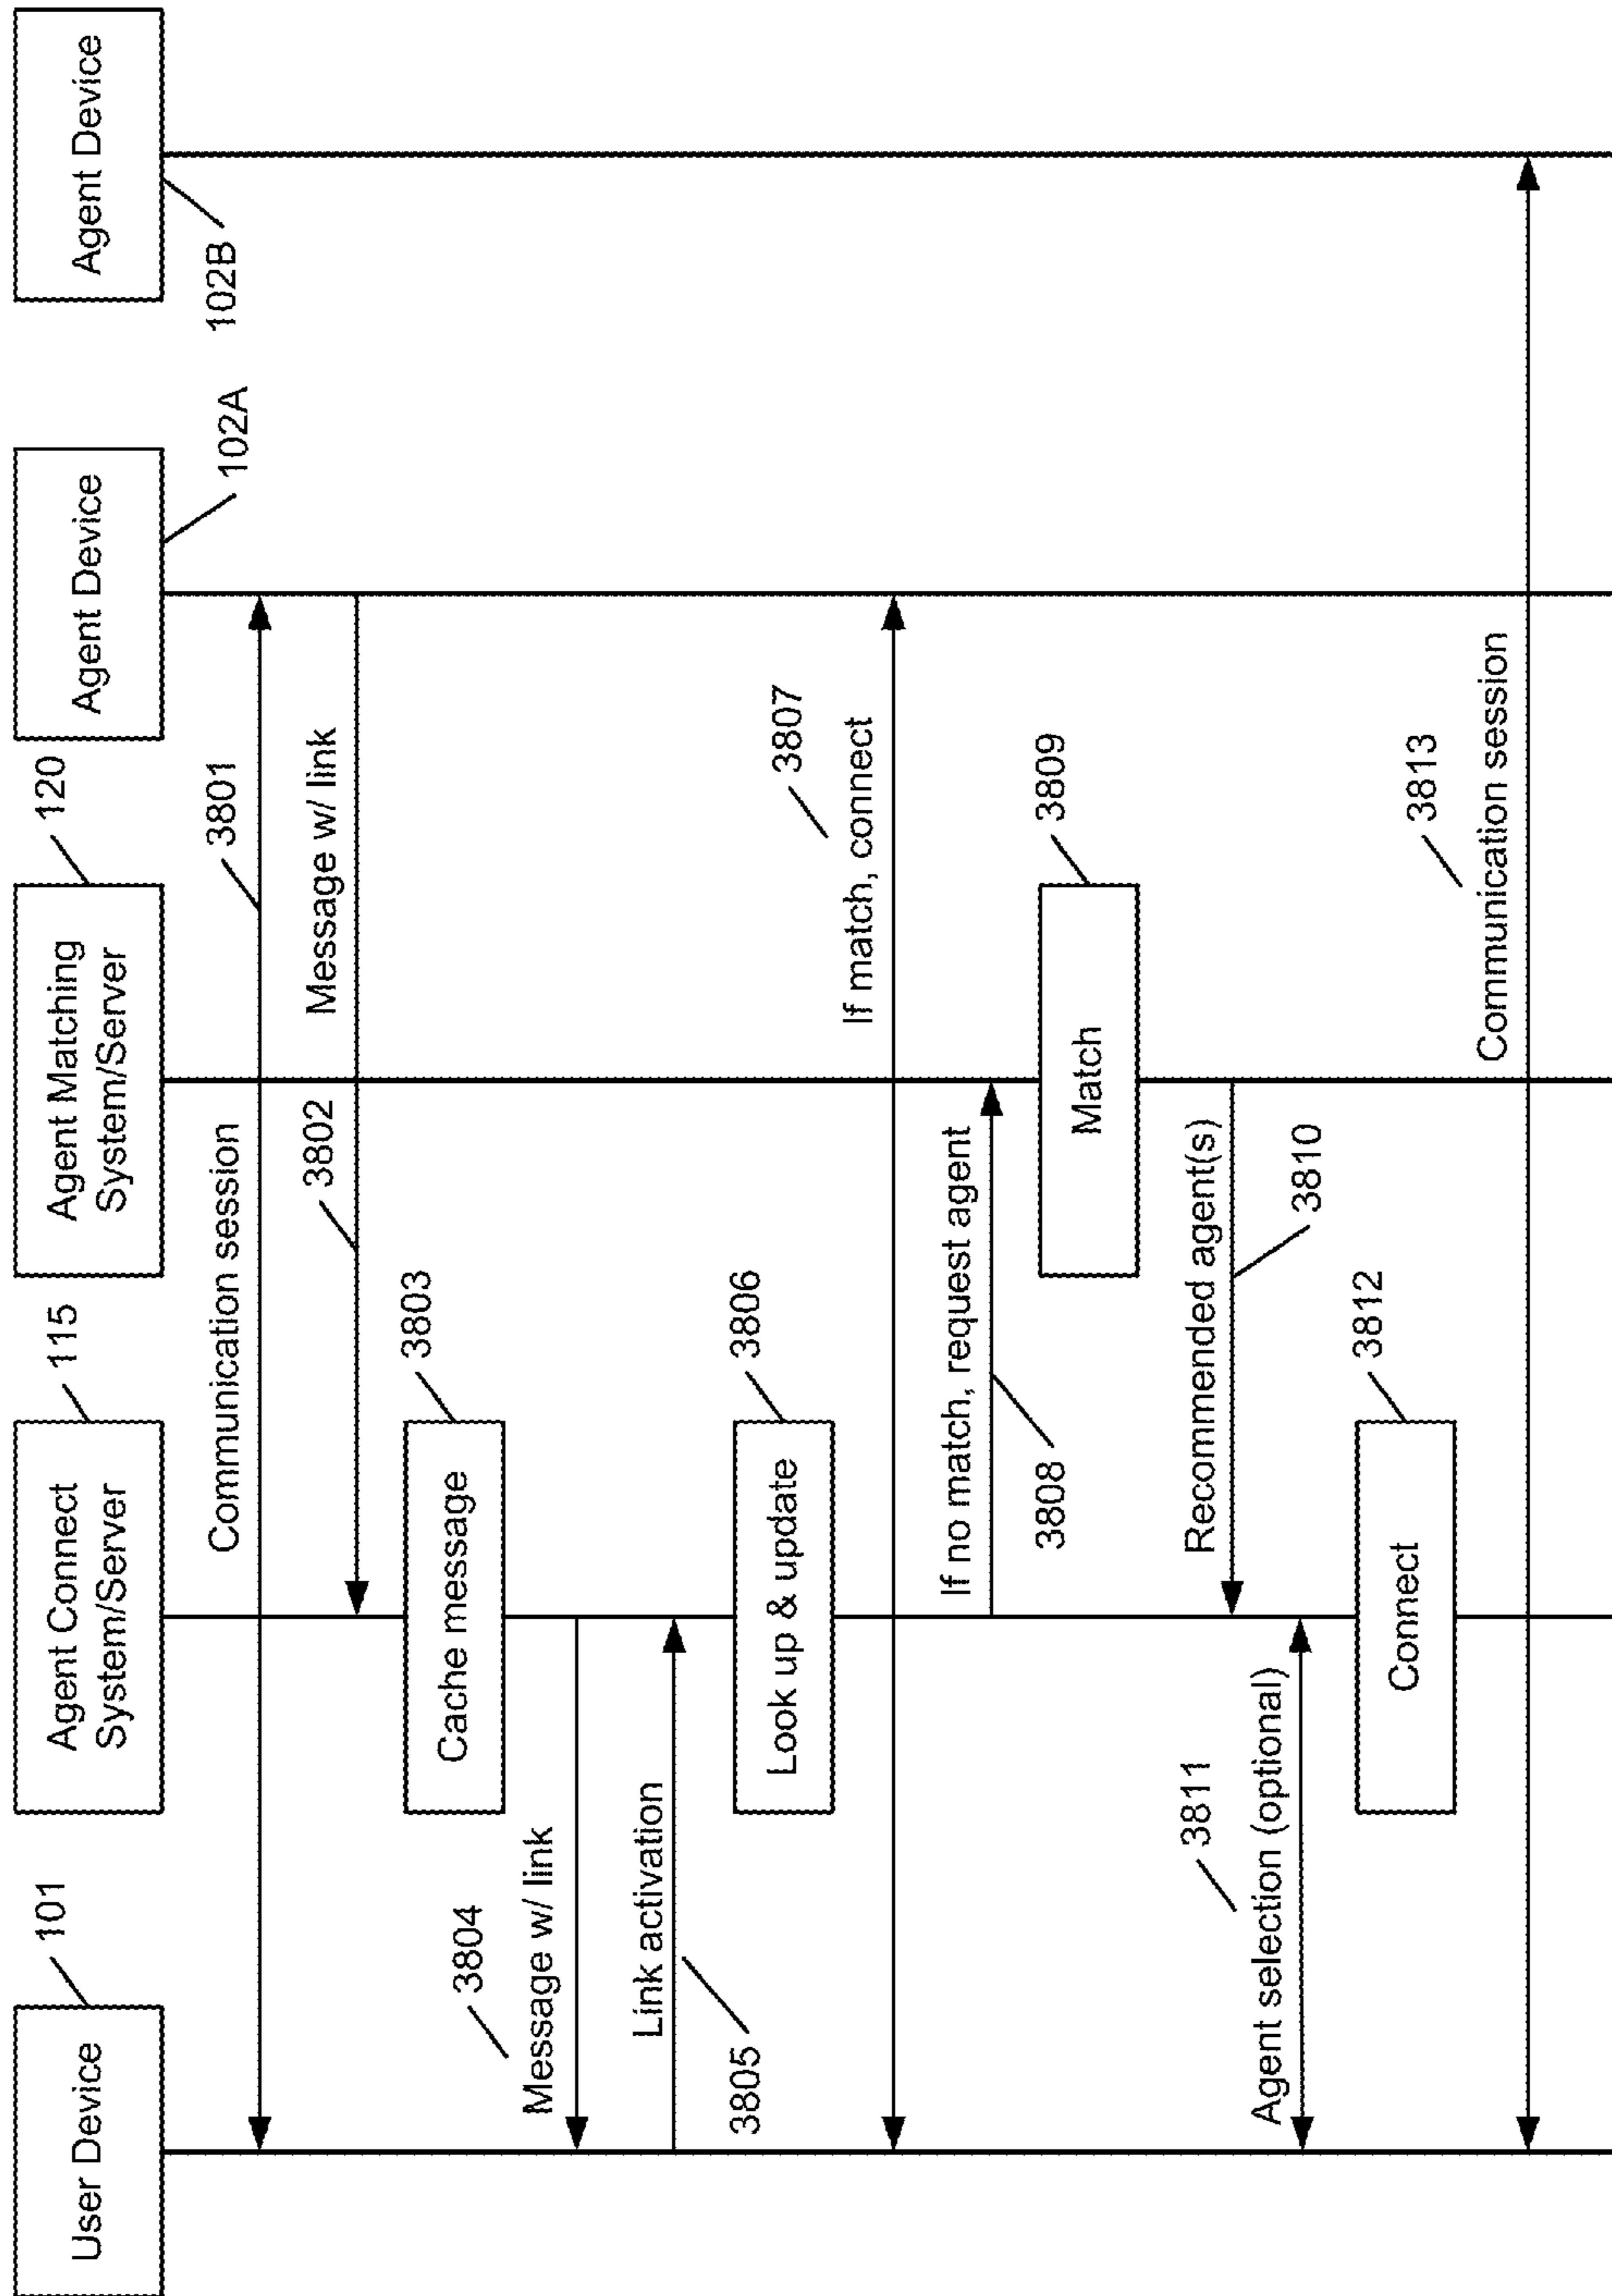 User Device
101
Agent Connect
System/Server
115
Agent Matching
System/Server
120
Agent Device
102A
Agent Device
102B
Communication session
3801
3802
Message w/ link
Cache message
3803
3804
Message w/ link
Link activation
3805
Look up & update
3806
3807
If match, connect
If no match, request agent
3808
Match
3809
Recommended agent(s)
3810
3811
Agent selection (optional)
Connect
3812
3813
Communication session